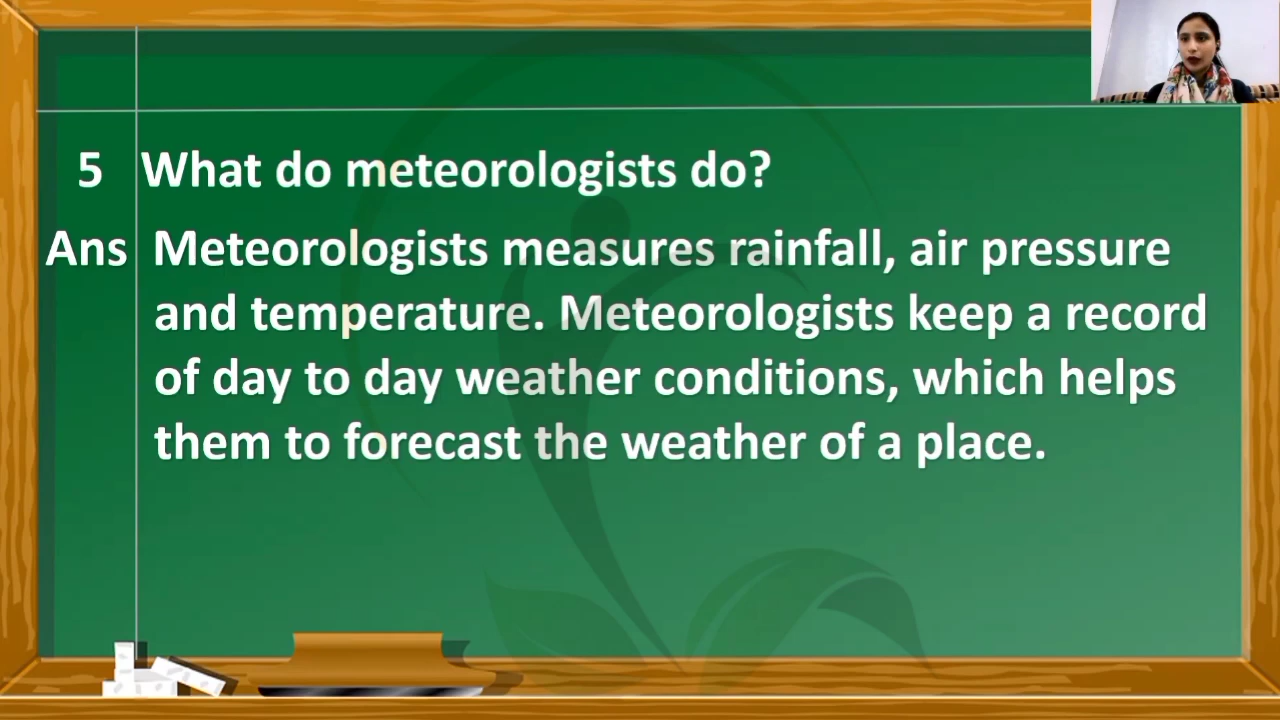 5 What do meteorologists do?
Ans Meteorologists measures rainfall, air pressure
and temperature. Meteorologists keep a record
of day to day weather conditions, which helps
them to forecast the weather of a place.